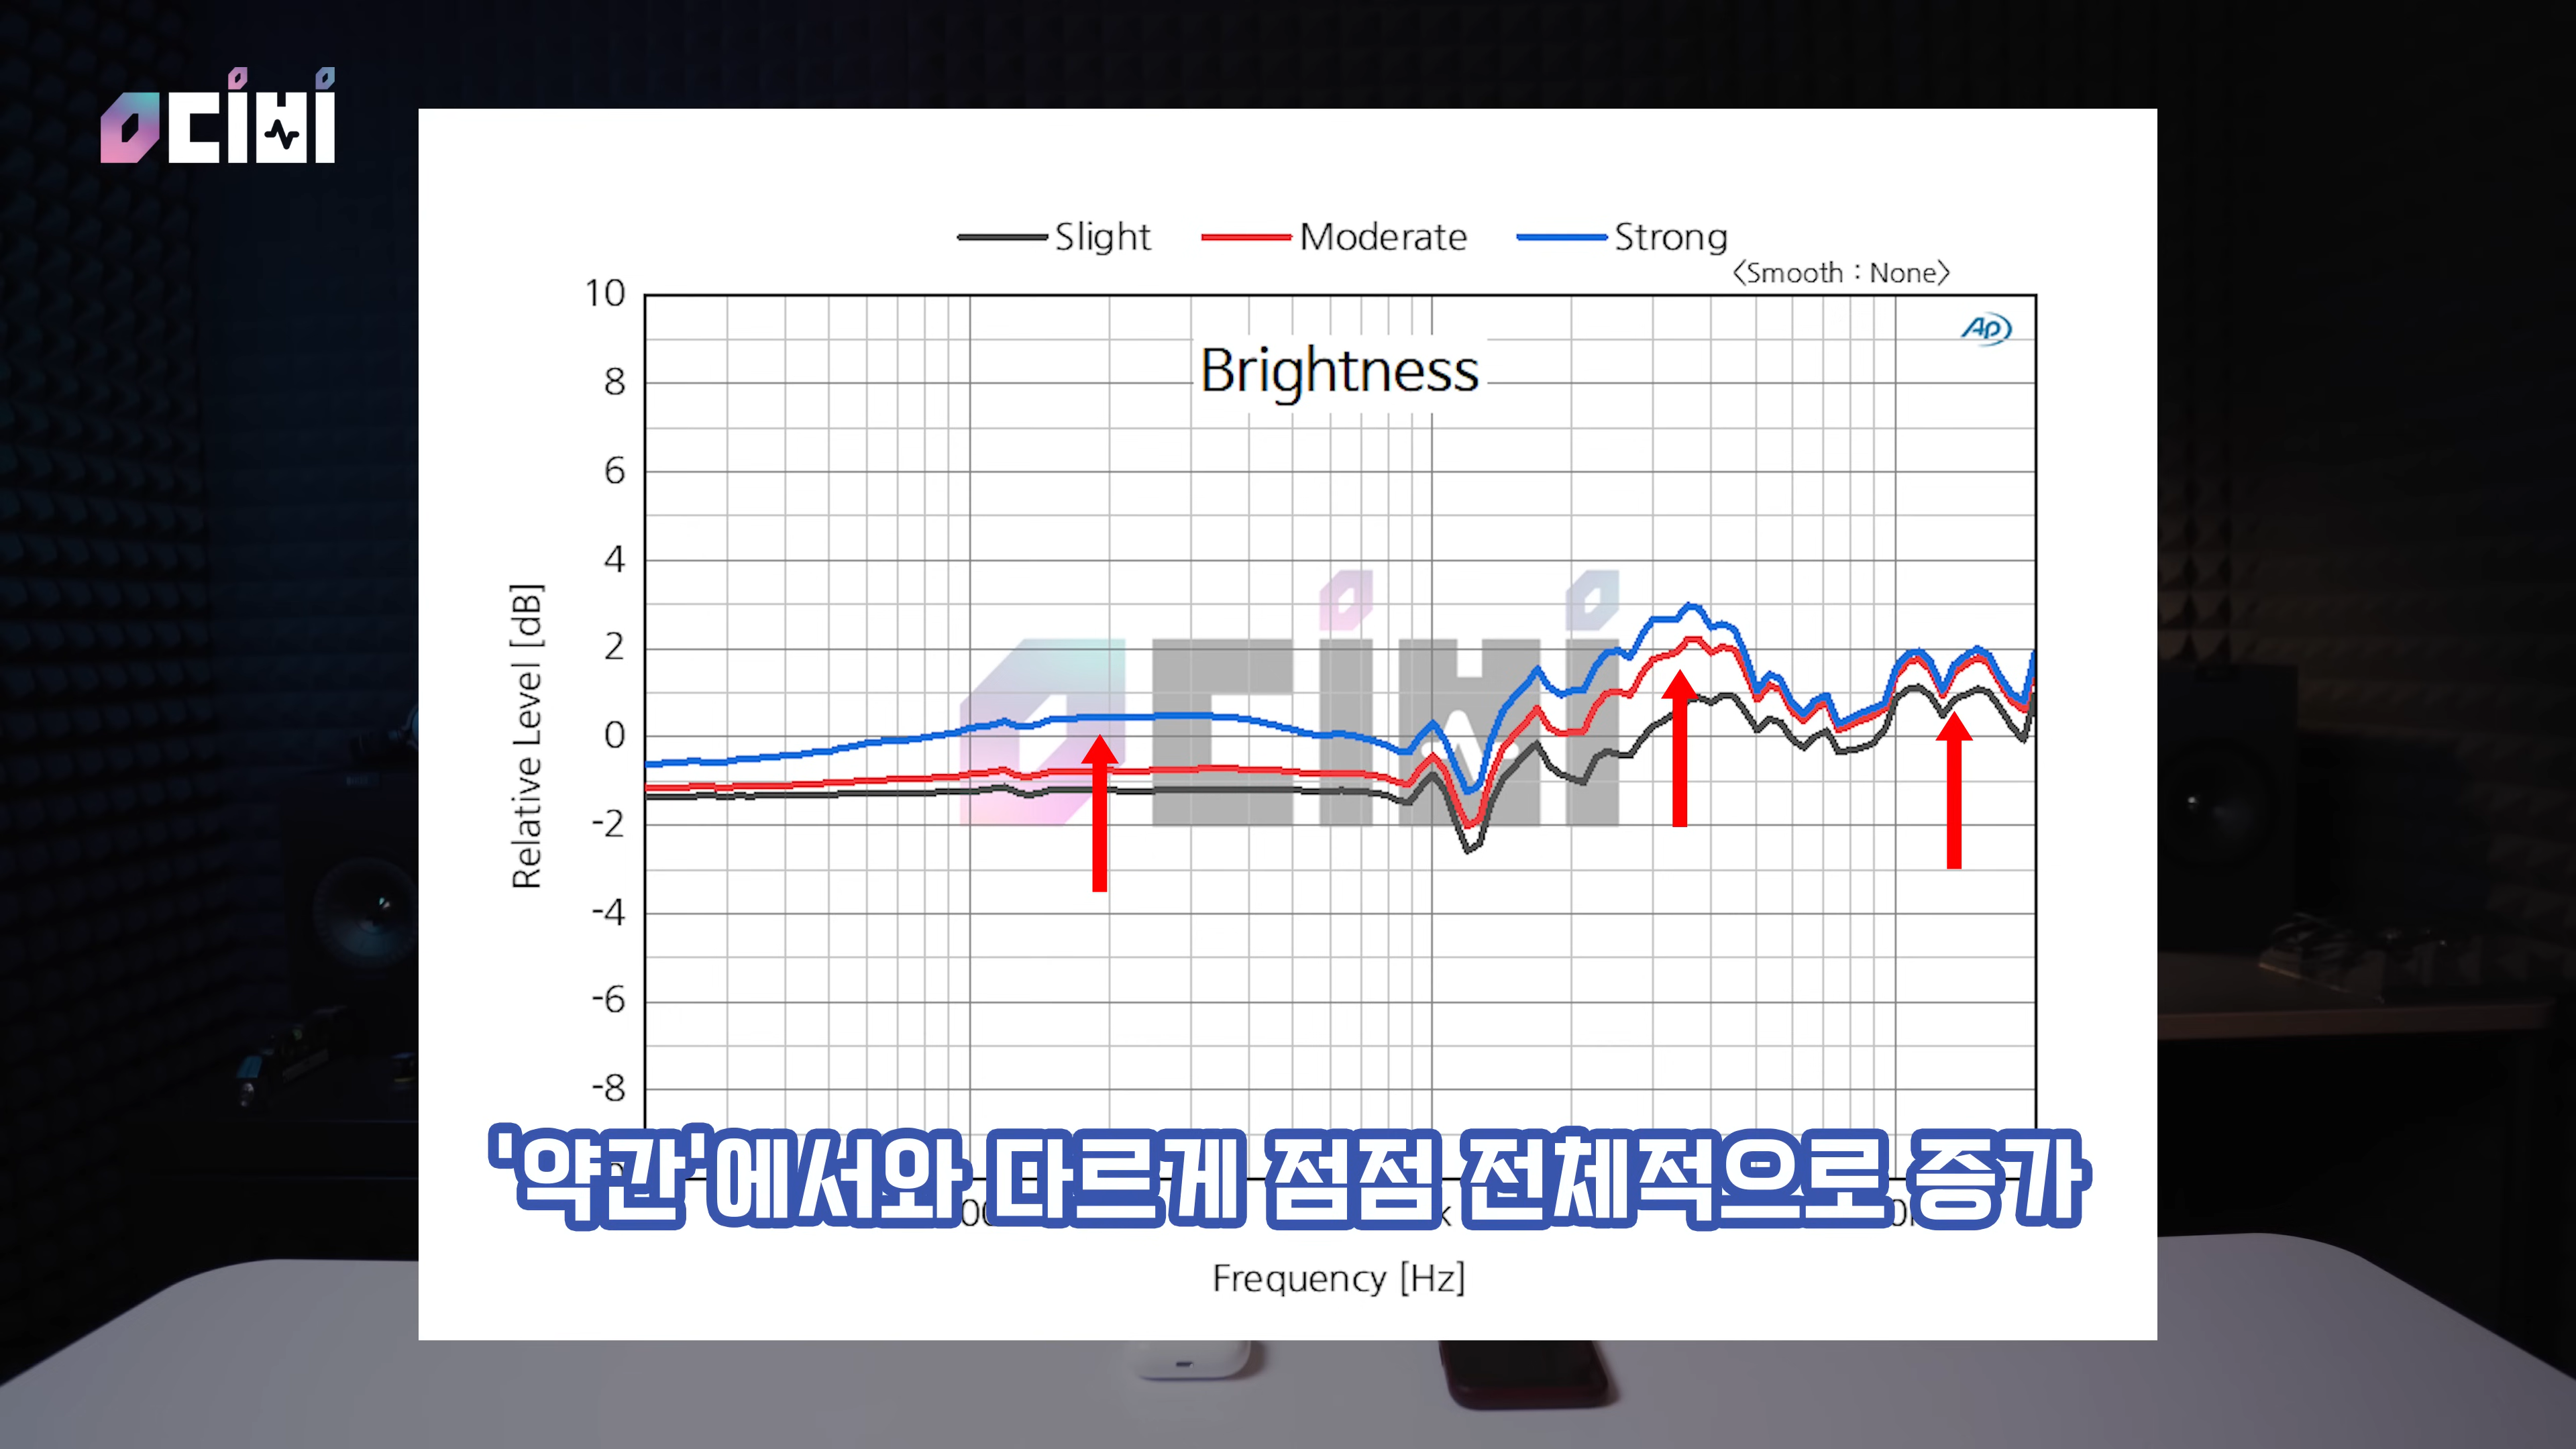 Slight Moderate Strong
<Smooth : None>
10
AP
Brightness
8
6
4
2
0
-2
-4
-6
-8
Relative Level [dB]
'약간'에서와 다르게 점점 전체적으로 증가
Frequency [Hz]